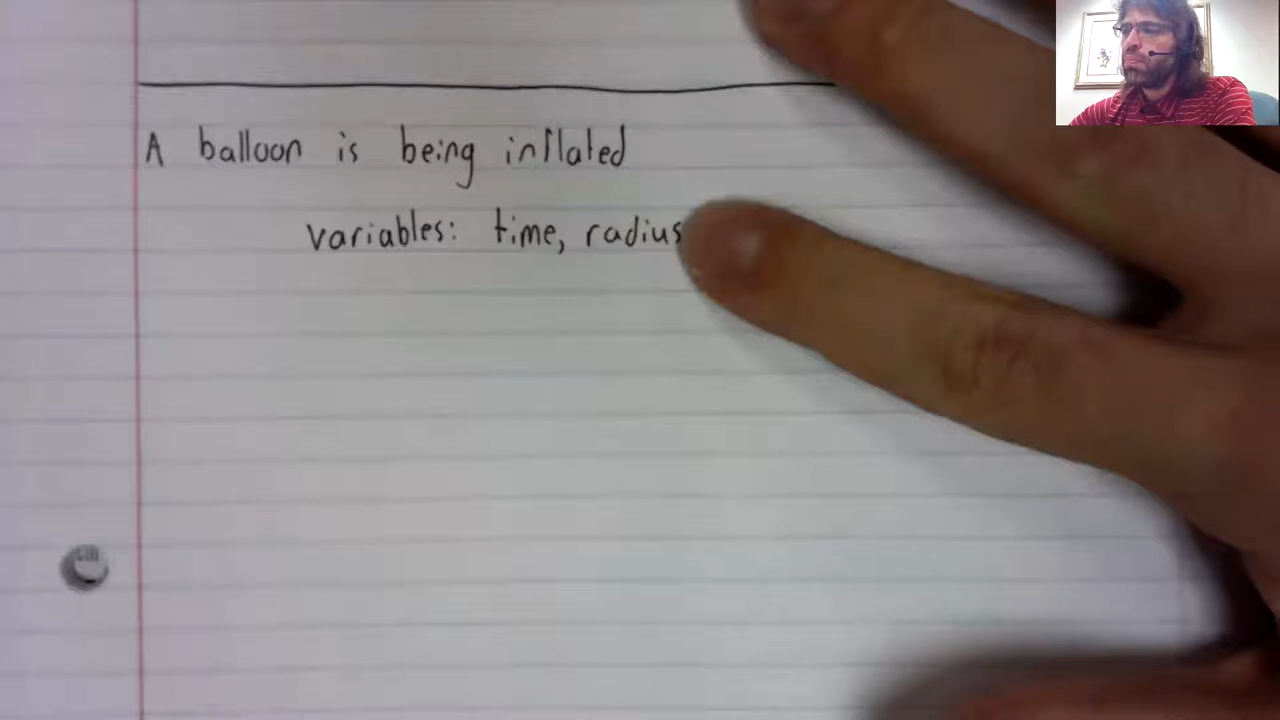 A balloon is being inflated
variables: time, radius